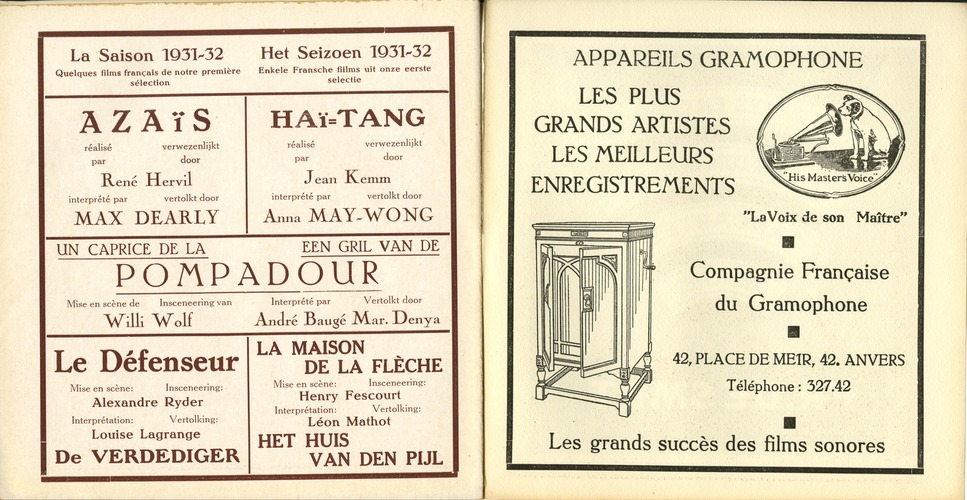 La Saison 1931-32
Quelques films français de notre première
sélection
Het Seizoen 1931-32
Enkele Fransche fiilms uit onze eerste
selectie
AZAïS
réalisé verwezenlijkt
par door
René Hervil
interprété par vertolkt door
MAX DEARLY
HAï=TANG
réalisé verwezenlijkt
par door
Jean Kemm
interprété par vertolkt door
Anna MAY-WONG
UN CAPRICE DE LA EEN GRIL VAN DE
POMPADOUR
Mise en scène de Insceneering van Interprété par Vertolkt door
Willi Wolf André Baugé Mar. Denya
Le Défenseur
Mise en scène: Insceneering:
Alexandre Ryder
Interprétation: Vertolking:
Louise Lagrange
De VERDEDIGER
LA MAISON
DE LA FLÈCHE
Mise en scène: Insceneering:
Henry Fescourt
Interprétation: Vertolking:
Léon Mathot
HET HUIS
VAN DEN PIJL
APPAREILS GRAMOPHONE
LES PLUS
GRANDS ARTISTES
LES MEILLEURS
ENREGISTREMENTS
"His Master's Voice"
"La Voix de son Maître"
Compagnie Française
du Gramophone
42, PLACE DE MEIR, 42. ANVERS
Téléphone : 327.42
Les grands succès des films sonores